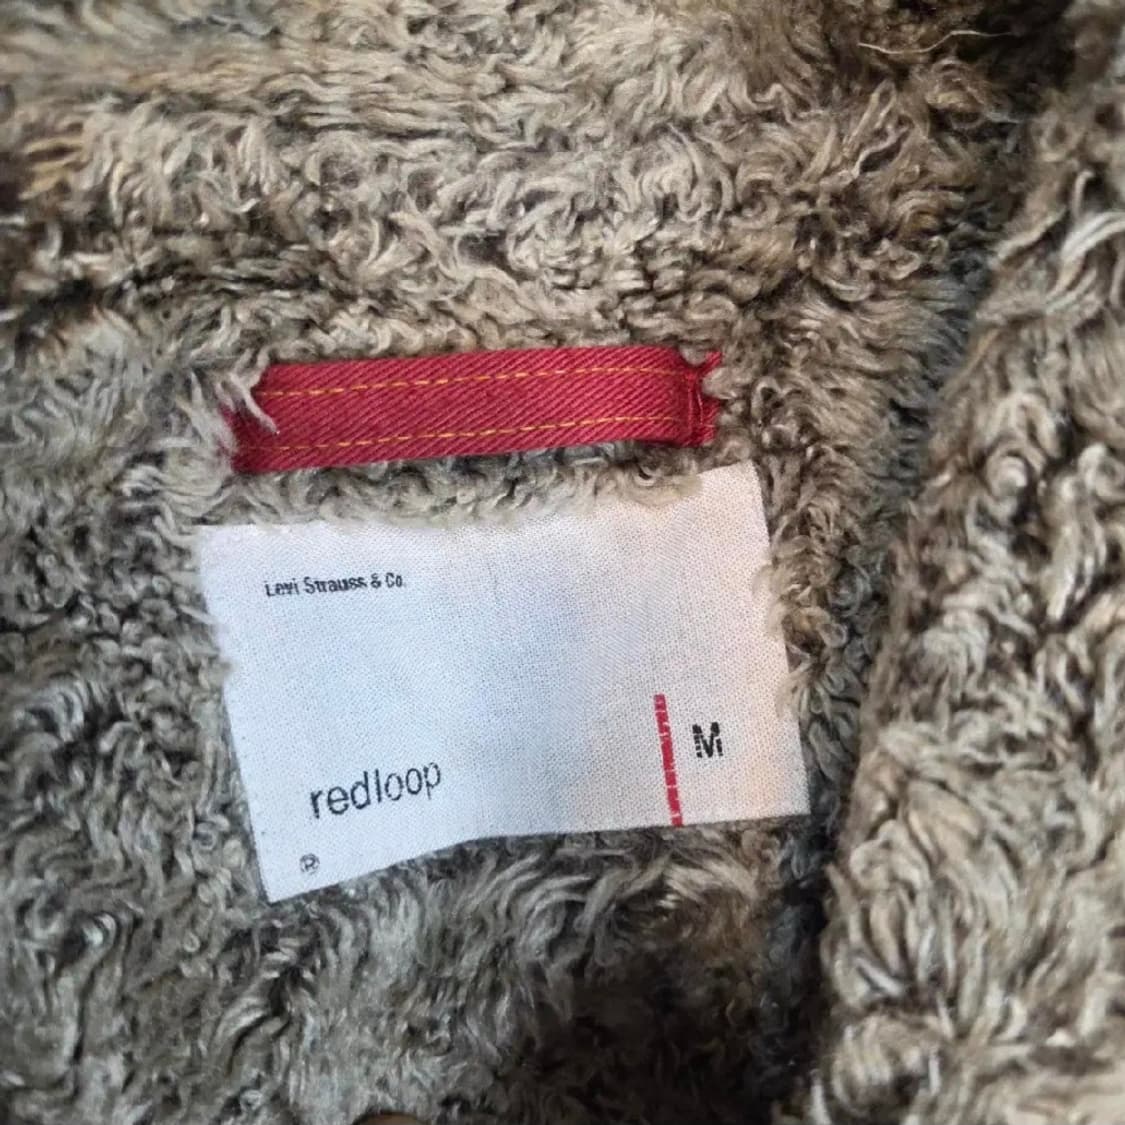 Levi Strauss & Co.
M
redloop
®